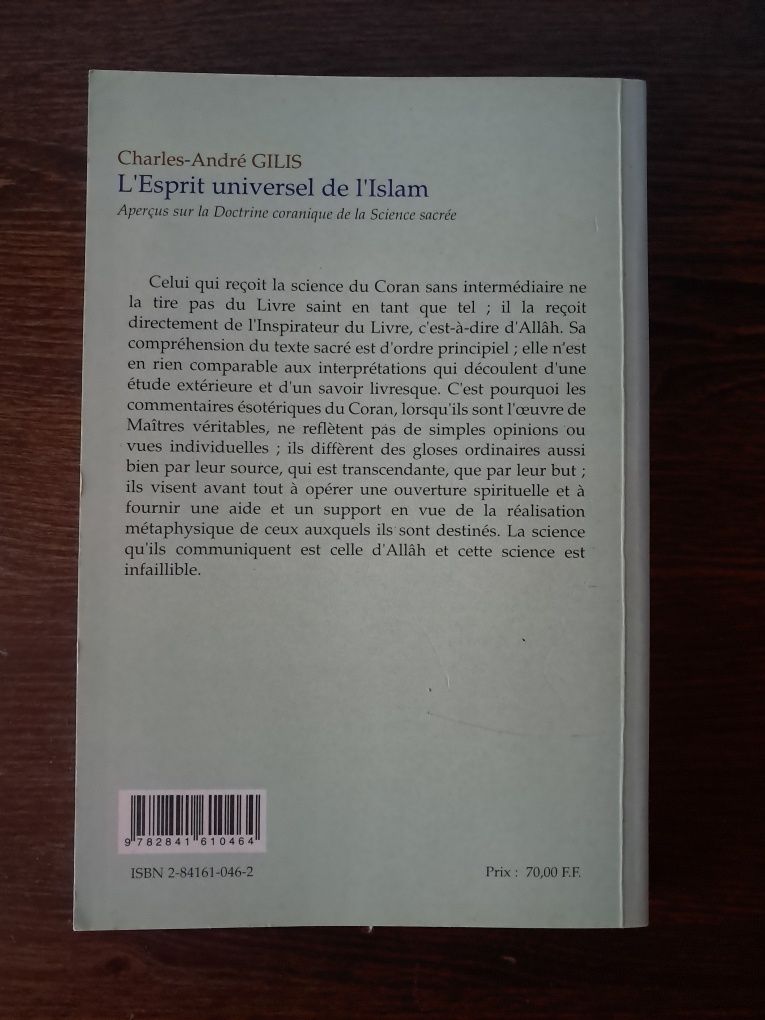 Charles-André GILIS
L'Esprit universel de l'Islam
Aperçus sur la Doctrine coranique de la Science sacrée
Celui qui reçoit la science du Coran sans intermédiaire ne
la tire pas du Livre saint en tant que tel ; il la reçoit
directement de l'Inspirateur du Livre, c'est-à-dire d'Allâh. Sa
compréhension du texte sacré est d'ordre principiel ; elle n'est
en rien comparable aux interprétations qui découlent d'une
étude extérieure et d'un savoir livresque. C'est pourquoi les
commentaires ésotériques du Coran, lorsqu'ils sont l'œuvre de
Maîtres véritables, ne reflètent pas de simples opinions ou
vues individuelles ; ils diffèrent des gloses ordinaires aussi
bien par leur source, qui est transcendante, que par leur but ;
ils visent avant tout à opérer une ouverture spirituelle et à
fournir une aide et un support en vue de la réalisation
métaphysique de ceux auxquels ils sont destinés. La science
qu'ils communiquent est celle d'Allâh et cette science est
infaillible.
9 782841 610464
ISBN 2-84161-046-2
Prix : 70,00 F.F.